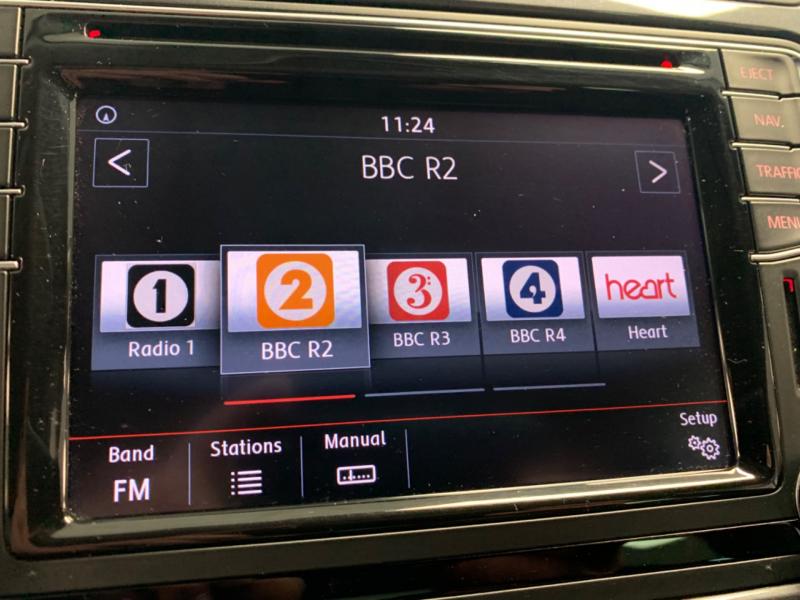 11:24
<
BBC R2
>
1
2
3
4
heart
Radio 1
BBC R2
BBC R3
BBC R4
Heart
Band
FM
Stations
Manual
Setup
EJECT
NAV.
TRAFFIC
MENU